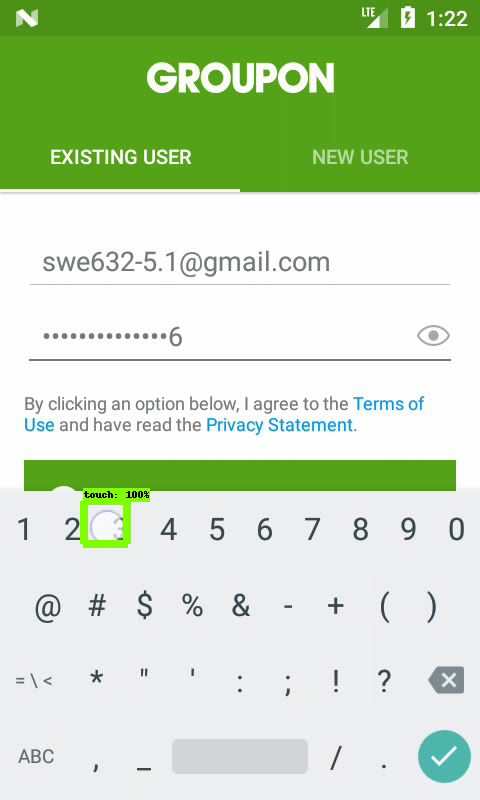 LTE 1:22
GROUPON
EXISTING USER NEW USER
swe632-5.1@gmail.com
••••••••••••••6
By clicking an option below, I agree to the Terms of
Use and have read the Privacy Statement.
touch: 100%
1 2 3 4 5 6 7 8 9 0
@ # $ % & - + ( )
= \ < * " ' : ; ! ?
ABC , _ / .